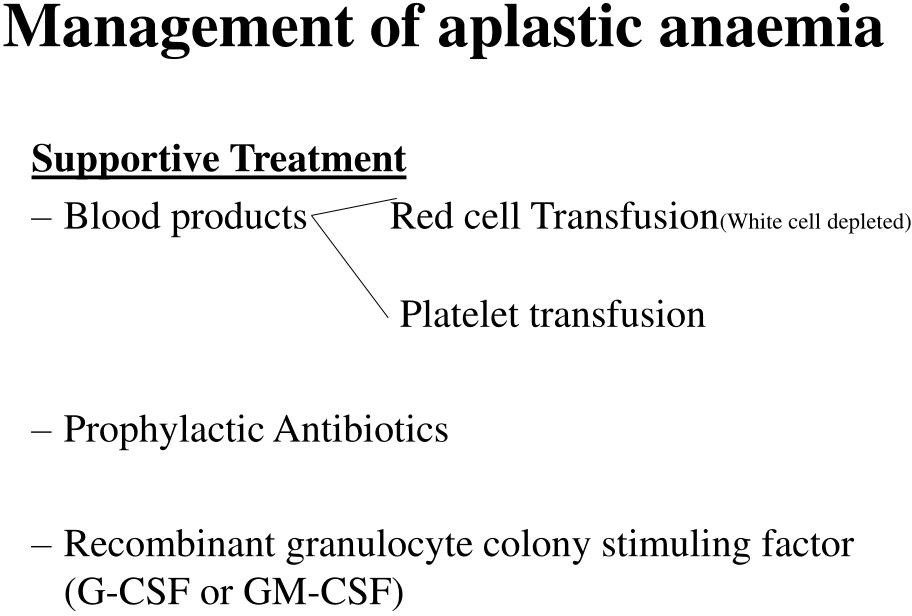 Management of aplastic anaemia
Supportive Treatment
– Blood products Red cell Transfusion(White cell depleted)
Platelet transfusion
– Prophylactic Antibiotics
– Recombinant granulocyte colony stimuling factor
(G-CSF or GM-CSF)